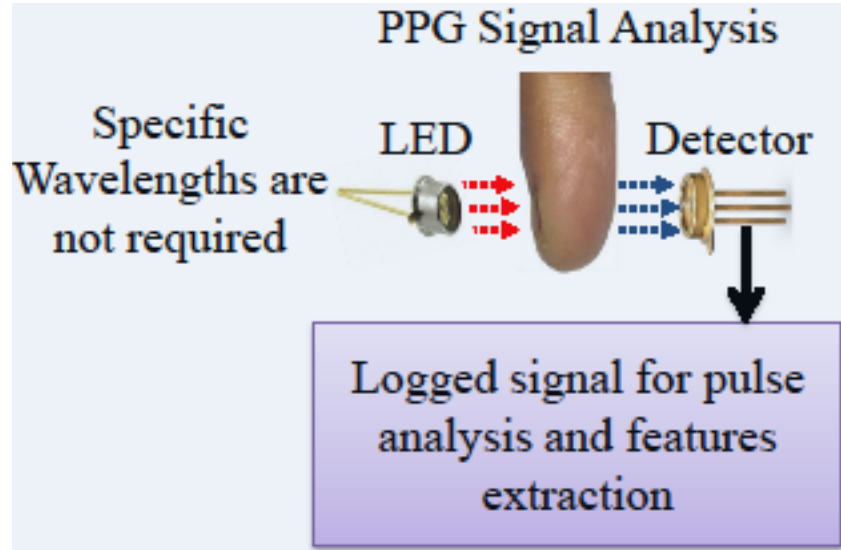 PPG Signal Analysis
Specific
Wavelengths are
not required
LED
Detector
Logged signal for pulse
analysis and features
extraction